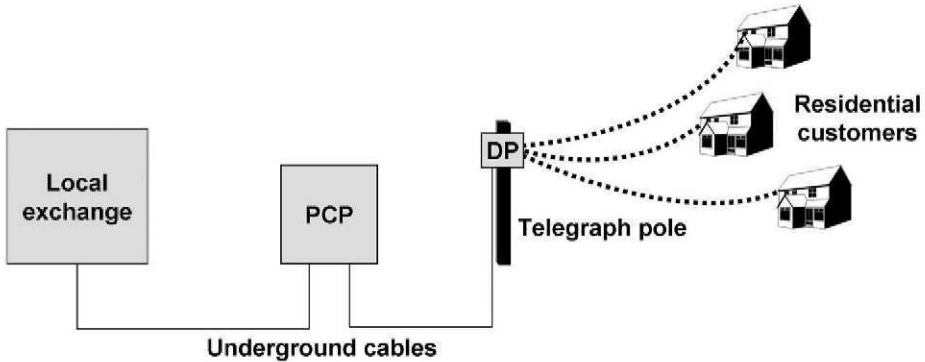 Local
exchange
PCP
DP
Telegraph pole
Residential
customers
Underground cables